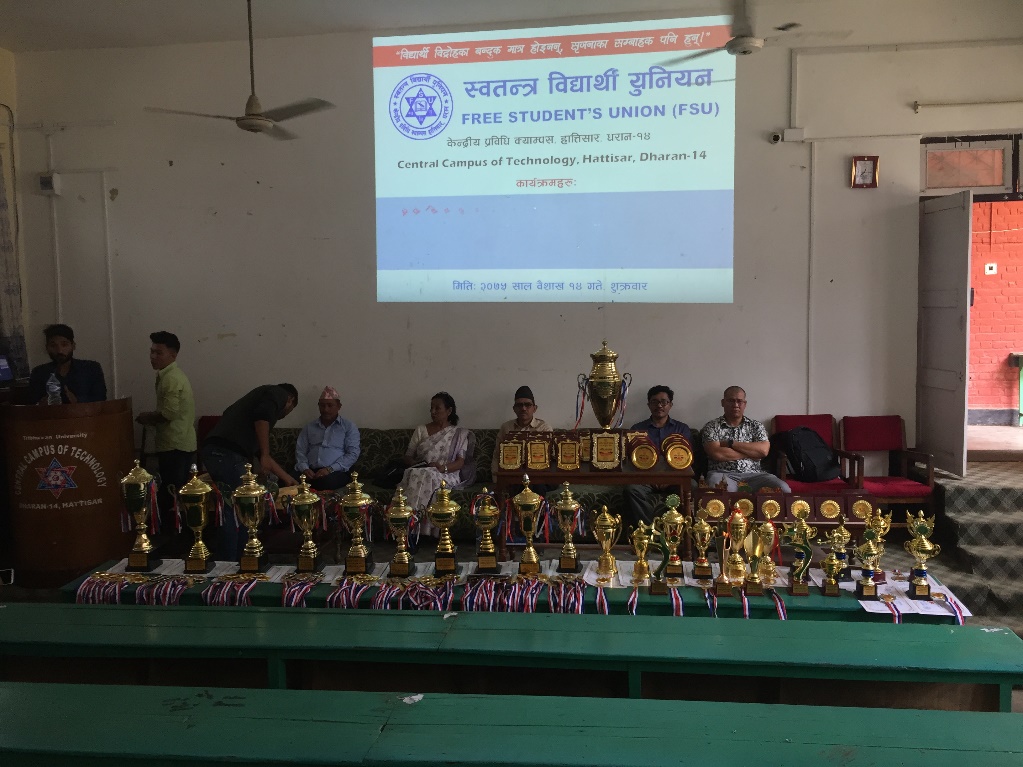 "विद्यार्थी विद्रोहका बन्दुक मात्र होइनन्, सृजनाका सम्बाहक पनि हुन्।"
स्वतन्त्र विद्यार्थी युनियन
FREE STUDENT'S UNION (FSU)
केन्द्रीय प्रविधि क्याम्पस, हात्तिसार, धरान-१४
Central Campus of Technology, Hattisar, Dharan-14
कार्यक्रमहरु:
मिति: २०७५ साल वैशाख १४ गते, शुक्रवार
Tribhuvan University
CENTRAL CAMPUS OF TECHNOLOGY
DHARAN-14, HATTISAR